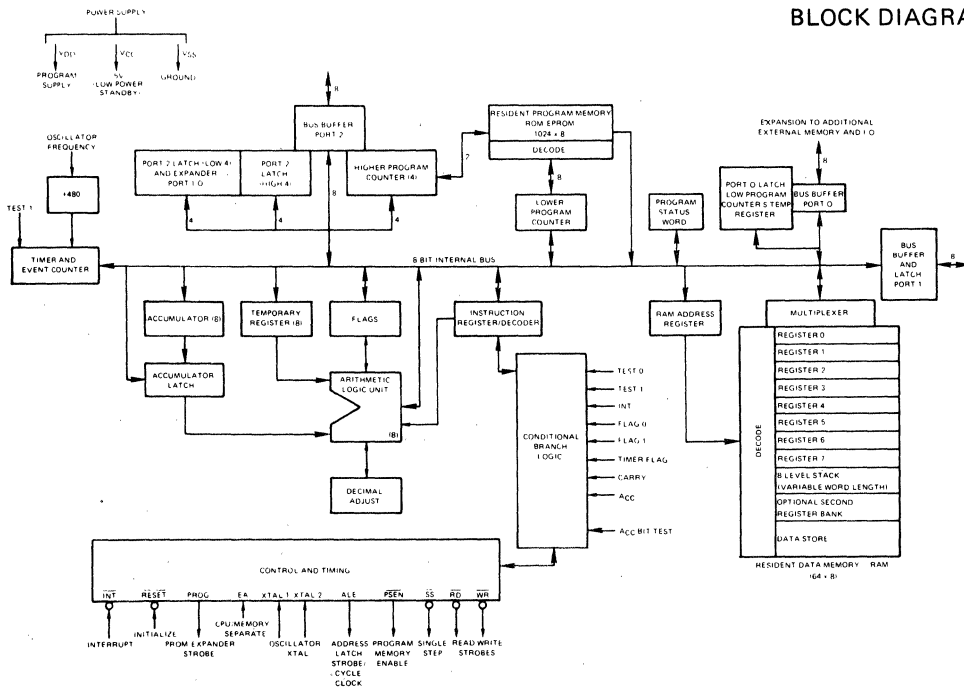 BLOCK DIAGRA
POWER SUPPLY
VDD
VCC
VSS
PROGRAM
SUPPLY
5V
(LOW POWER
STANDBY)
GROUND
OSCILLATOR
FREQUENCY
÷480
TEST 1
TIMER AND
EVENT COUNTER
8
BUS BUFFER
PORT 2
PORT 2 LATCH (LOW 4)
AND EXPANDER
PORT I O
PORT 2
LATCH
(HIGH 4)
HIGHER PROGRAM
COUNTER (4)
4
4
8
4
7
RESIDENT PROGRAM MEMORY
ROM EPROM
1024 x 8
DECODE
8
LOWER
PROGRAM
COUNTER
PROGRAM
STATUS
WORD
EXPANSION TO ADDITIONAL
EXTERNAL MEMORY AND I O
8
PORT 0 LATCH
LOW PROGRAM
COUNTER S TEMP
REGISTER
BUS BUFFER
PORT 0
8 BIT INTERNAL BUS
BUS
BUFFER
AND
LATCH
PORT 1
8
ACCUMULATOR (8)
TEMPORARY
REGISTER (8)
FLAGS
INSTRUCTION
REGISTER/DECODER
RAM ADDRESS
REGISTER
MULTIPLEXER
ACCUMULATOR
LATCH
ARITHMETIC
LOGIC UNIT
(8)
DECIMAL
ADJUST
CONDITIONAL
BRANCH
LOGIC
TEST 0
TEST 1
INT
FLAG 0
FLAG 1
TIMER FLAG
CARRY
ACC
ACC BIT TEST
DECODE
REGISTER 0
REGISTER 1
REGISTER 2
REGISTER 3
REGISTER 4
REGISTER 5
REGISTER 6
REGISTER 7
8 LEVEL STACK
(VARIABLE WORD LENGTH)
OPTIONAL SECOND
REGISTER BANK
DATA STORE
RESIDENT DATA MEMORY RAM
(64 x 8)
CONTROL AND TIMING
INT RESET PROG EA XTAL 1 XTAL 2 ALE PSEN SS RD WR
INTERRUPT
INITIALIZE
PROM EXPANDER
STROBE
CPU/MEMORY
SEPARATE
OSCILLATOR
XTAL
ADDRESS
LATCH
STROBE/
CYCLE
CLOCK
PROGRAM
MEMORY
ENABLE
SINGLE
STEP
READ WRITE
STROBES